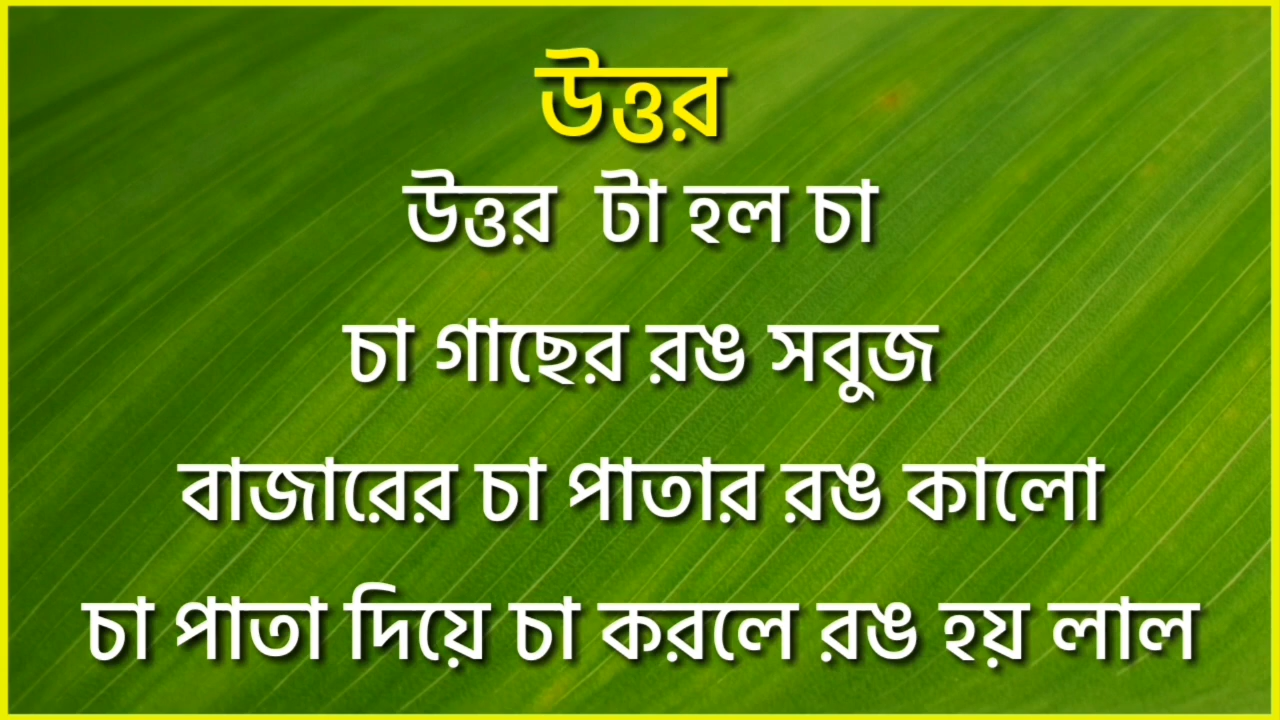 উত্তর
উত্তর টা হল চা
চা গাছের রঙ সবুজ
বাজারের চা পাতার রঙ কালো
চা পাতা দিয়ে চা করলে রঙ হয় লাল